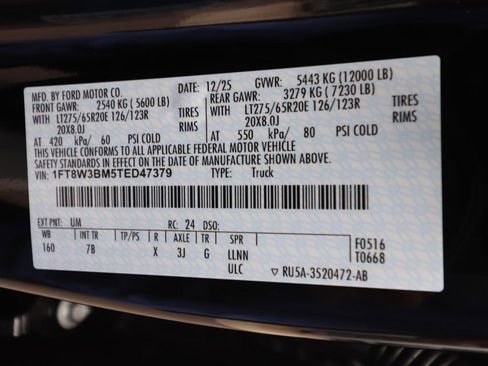 MFD. BY FORD MOTOR CO. DATE: 12/25 GVWR: 5443 KG (12000 LB)
FRONT GAWR: 2540 KG (5600 LB) REAR GAWR: 3279 KG (7230 LB)
WITH LT275/65R20E 126/123R TIRES WITH LT275/65R20E 126/123R TIRES
20X8.0J RIMS 20X8.0J RIMS
AT 420 kPa/ 60 PSI COLD AT 550 kPa/ 80 PSI COLD
THIS VEHICLE CONFORMS TO ALL APPLICABLE FEDERAL MOTOR VEHICLE
SAFETY AND THEFT PREVENTION STANDARDS IN EFFECT ON THE DATE OF MANUFACTURE SHOWN ABOVE.
VIN: 1FT8W3BM5TED47379 TYPE: Truck
EXT PNT: UM RC: 24 DSO: F0516
WB INT TR TP/PS R AXLE TR SPR T0668
160 7B X 3J G LLNN
ULC ▽ RU5A-3520472-AB